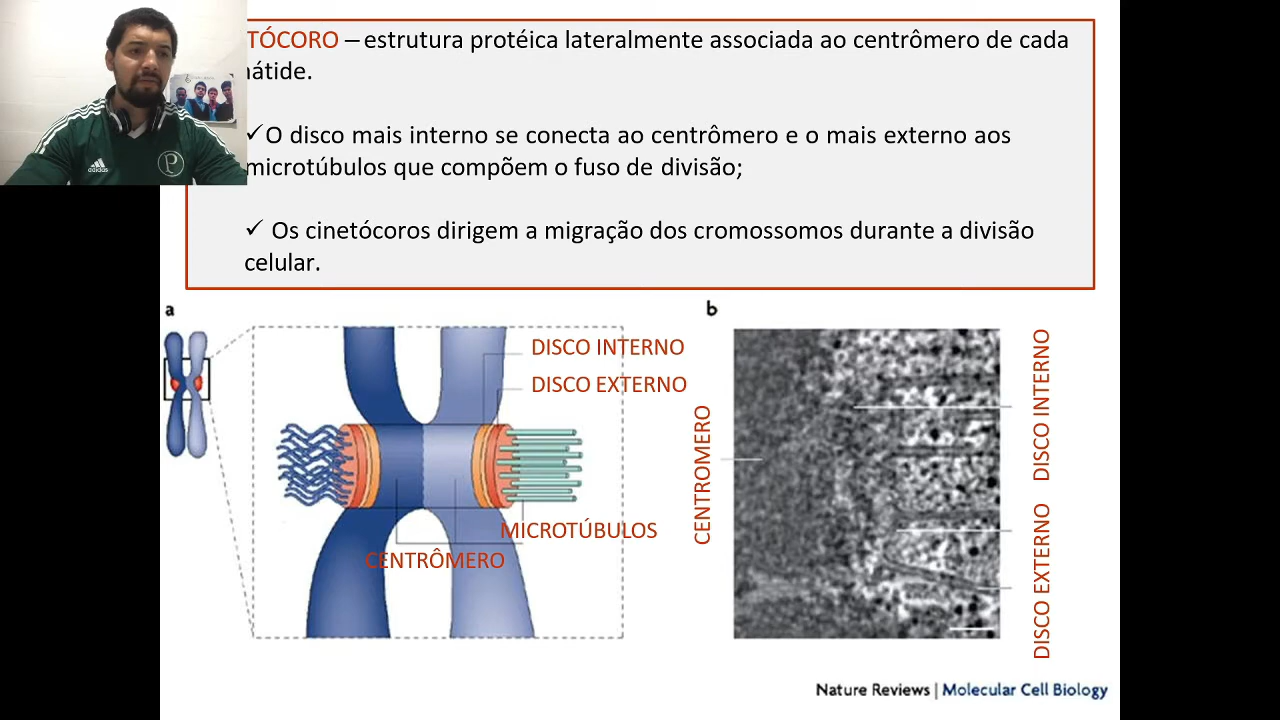 TÓCORO – estrutura protéica lateralmente associada ao centrômero de cada
átide.
✓O disco mais interno se conecta ao centrômero e o mais externo aos
microtúbulos que compõem o fuso de divisão;
✓ Os cinetócoros dirigem a migração dos cromossomos durante a divisão
celular.
a
DISCO INTERNO
DISCO EXTERNO
MICROTÚBULOS
CENTRÔMERO
b
CENTROMERO
DISCO INTERNO
DISCO EXTERNO
Nature Reviews | Molecular Cell Biology
adidas
P